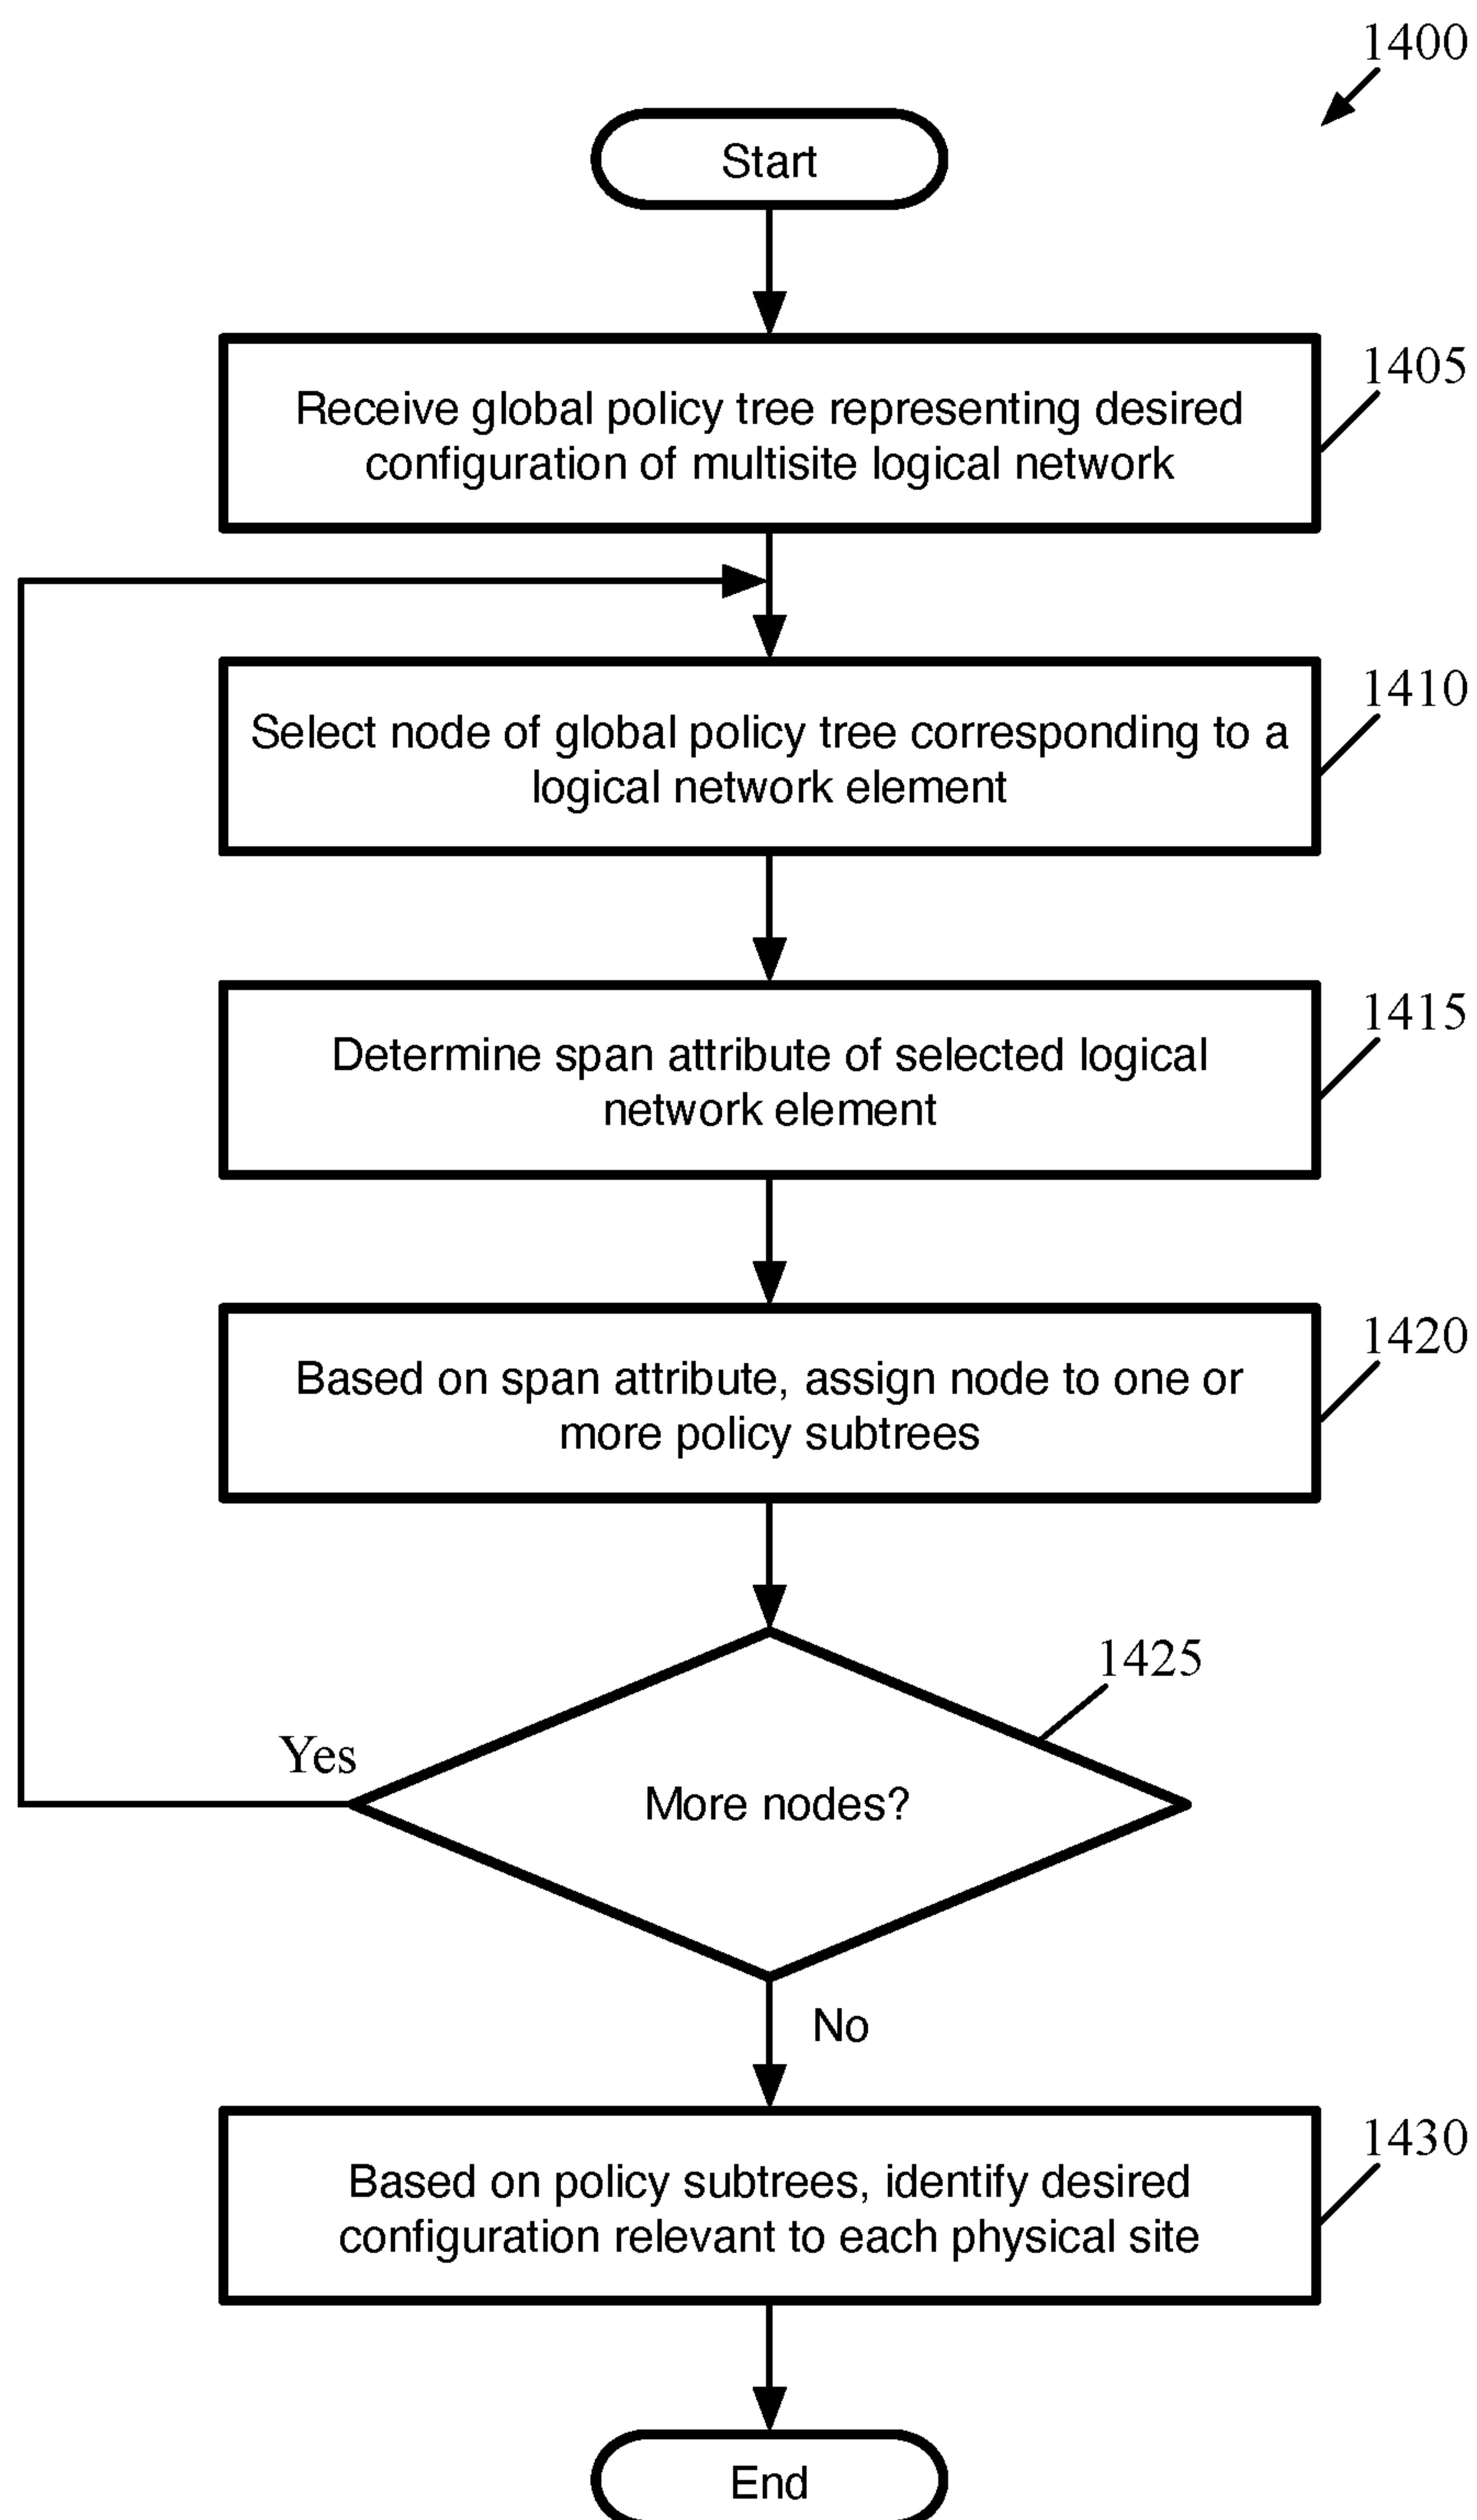 1400
Start
Receive global policy tree representing desired
configuration of multisite logical network
1405
Select node of global policy tree corresponding to a
logical network element
1410
Determine span attribute of selected logical
network element
1415
Based on span attribute, assign node to one or
more policy subtrees
1420
1425
Yes
More nodes?
No
Based on policy subtrees, identify desired
configuration relevant to each physical site
1430
End